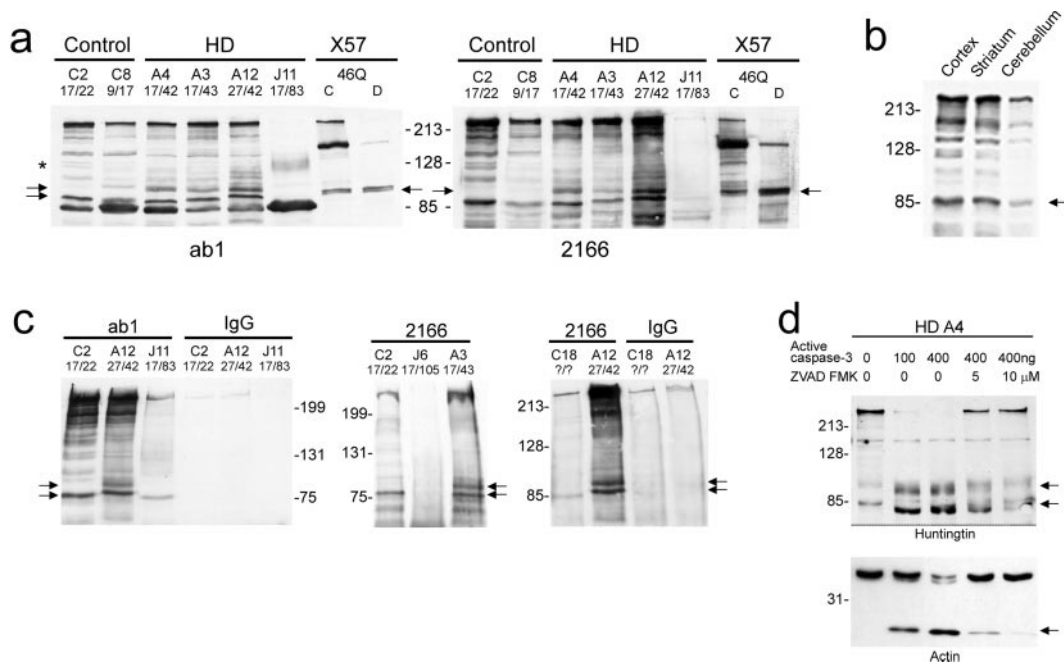 a
Control HD X57
C2 C8 A4 A3 A12 J11 46Q
17/22 9/17 17/42 17/43 27/42 17/83 C D
*
- 213 -
- 128 -
- 85 -
ab1
Control HD X57
C2 C8 A4 A3 A12 J11 46Q
17/22 9/17 17/42 17/43 27/42 17/83 C D
2166
b
Cortex
Striatum
Cerebellum
213-
128-
85-
c
ab1 IgG
C2 A12 J11 C2 A12 J11
17/22 27/42 17/83 17/22 27/42 17/83
-199
-131
-75
2166
C2 J6 A3
17/22 17/105 17/43
199-
131-
75-
2166 IgG
C18 A12 C18 A12
?/? 27/42 ?/? 27/42
213-
128-
85-
d
HD A4
Active
caspase-3 0 100 400 400 400ng
ZVAD FMK 0 0 0 5 10 µM
213-
128-
85-
Huntingtin
31-
Actin